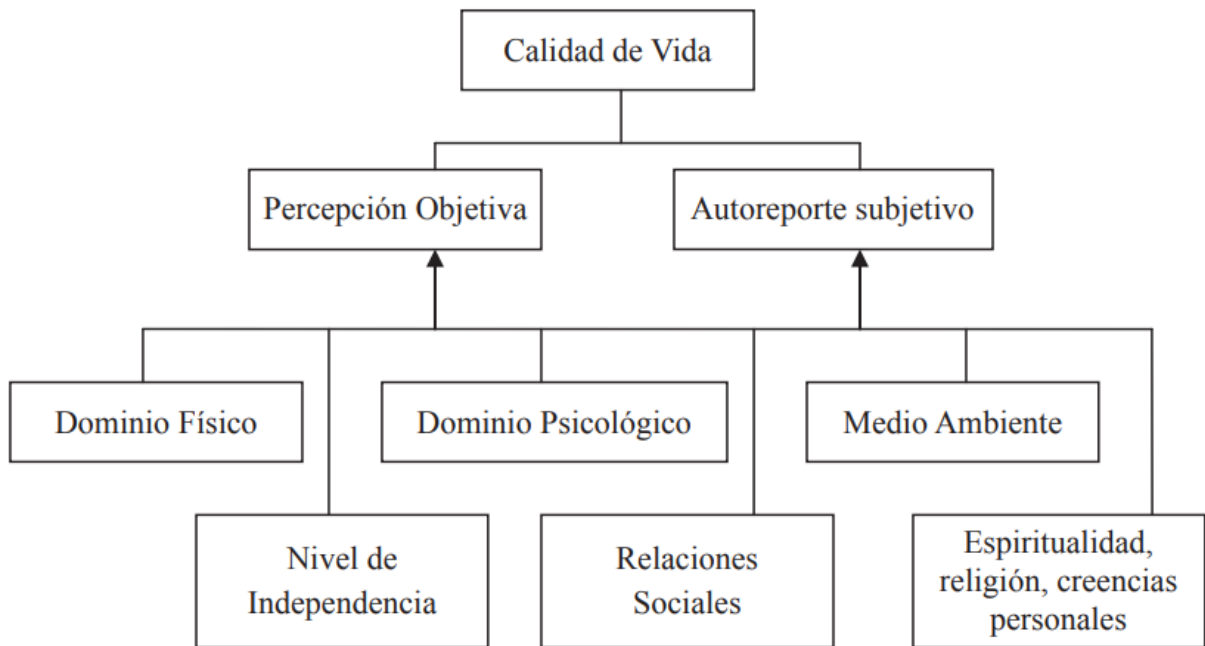 Calidad de Vida
Percepción Objetiva
Autoreporte subjetivo
Dominio Físico
Dominio Psicológico
Medio Ambiente
Nivel de
Independencia
Relaciones
Sociales
Espiritualidad,
religión, creencias
personales